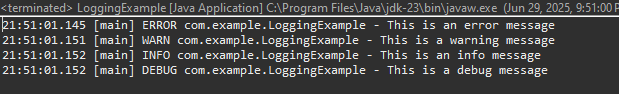 <terminated> LoggingExample [Java Application] C:\Program Files\Java\jdk-23\bin\javaw.exe (Jun 29, 2025, 9:51:00 P
21:51:01.145 [main] ERROR com.example.LoggingExample - This is an error message
21:51:01.151 [main] WARN com.example.LoggingExample - This is a warning message
21:51:01.152 [main] INFO com.example.LoggingExample - This is an info message
21:51:01.152 [main] DEBUG com.example.LoggingExample - This is a debug message